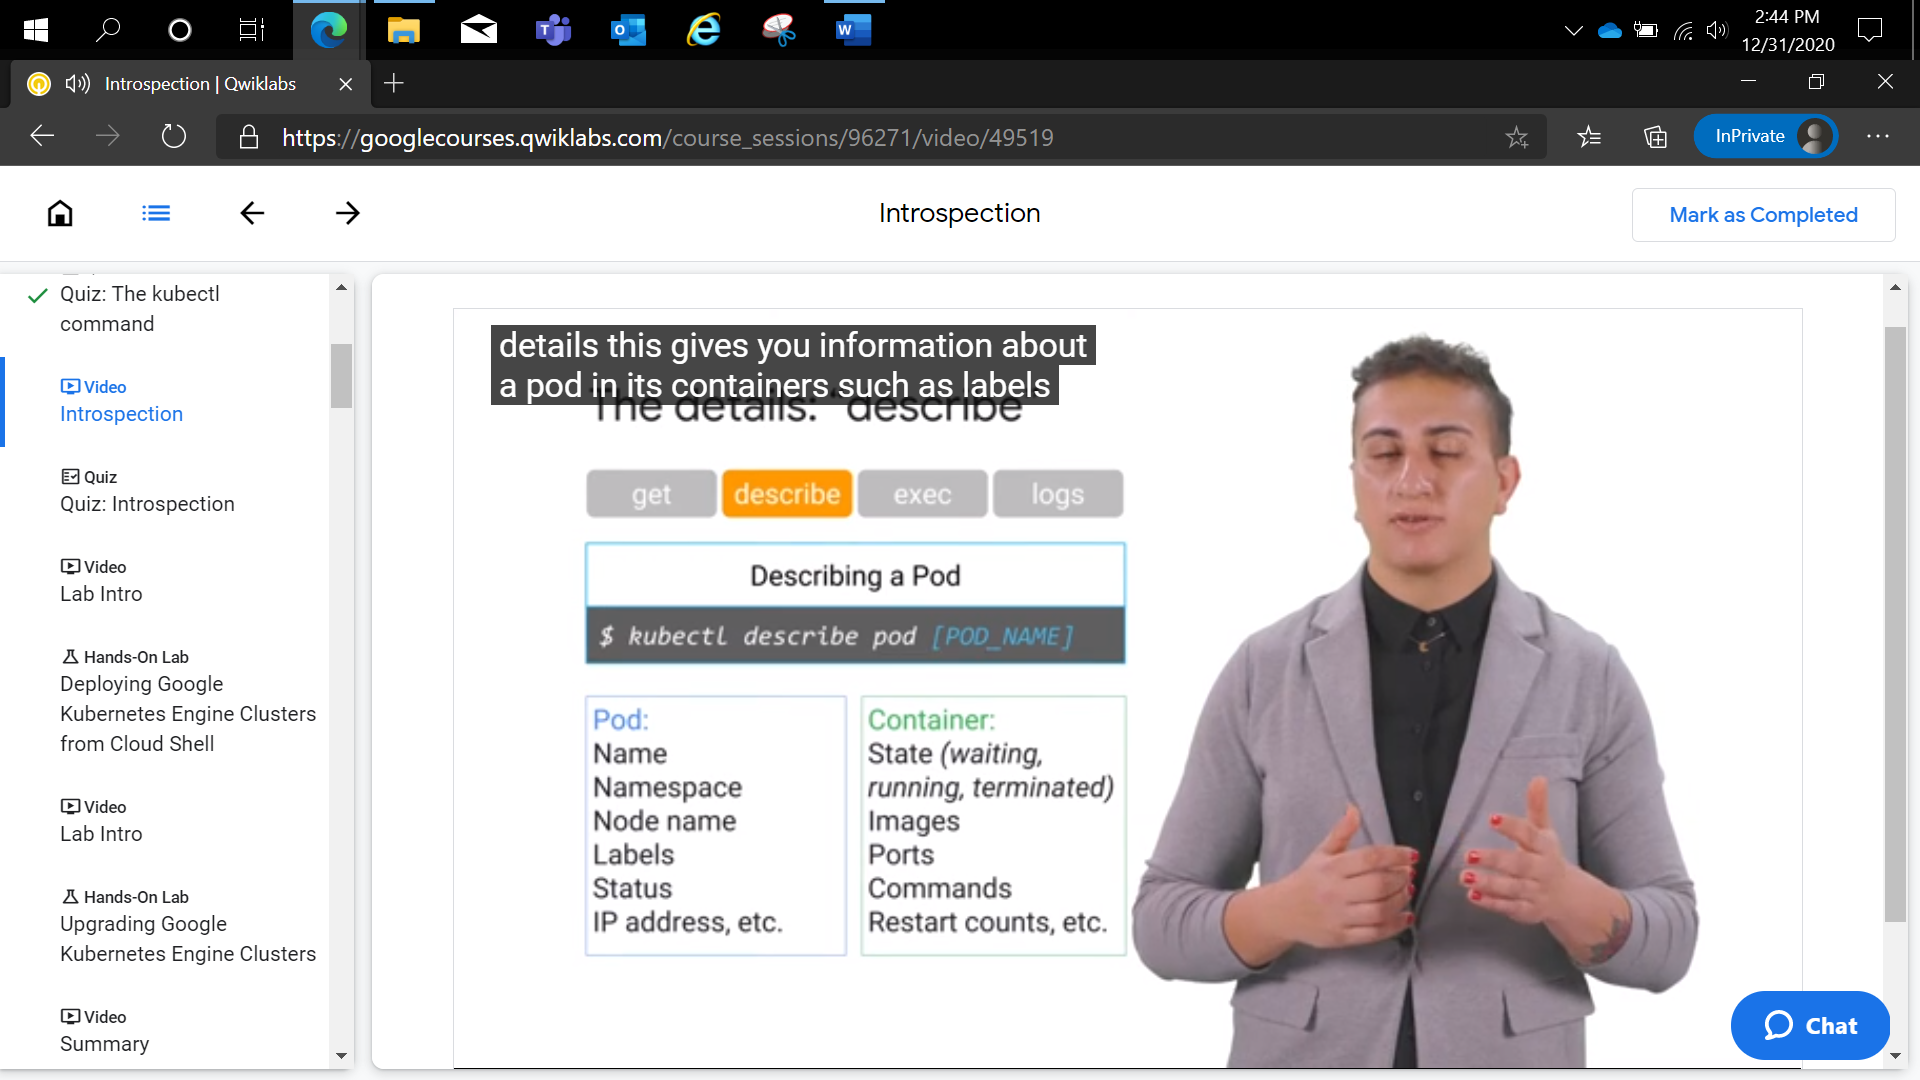 2:44 PM
12/31/2020
Introspection | Qwiklabs
https://googlecourses.qwiklabs.com/course_sessions/96271/video/49519
InPrivate
Introspection
Mark as Completed
Quiz: The kubectl
command
Video
Introspection
Quiz
Quiz: Introspection
Video
Lab Intro
Hands-On Lab
Deploying Google
Kubernetes Engine Clusters
from Cloud Shell
Video
Lab Intro
Hands-On Lab
Upgrading Google
Kubernetes Engine Clusters
Video
Summary
details this gives you information about
a pod in its containers such as labels
The details: "describe
get describe exec logs
Describing a Pod
$ kubectl describe pod [POD_NAME]
Pod:
Name
Namespace
Node name
Labels
Status
IP address, etc.
Container:
State (waiting,
running, terminated)
Images
Ports
Commands
Restart counts, etc.
Chat